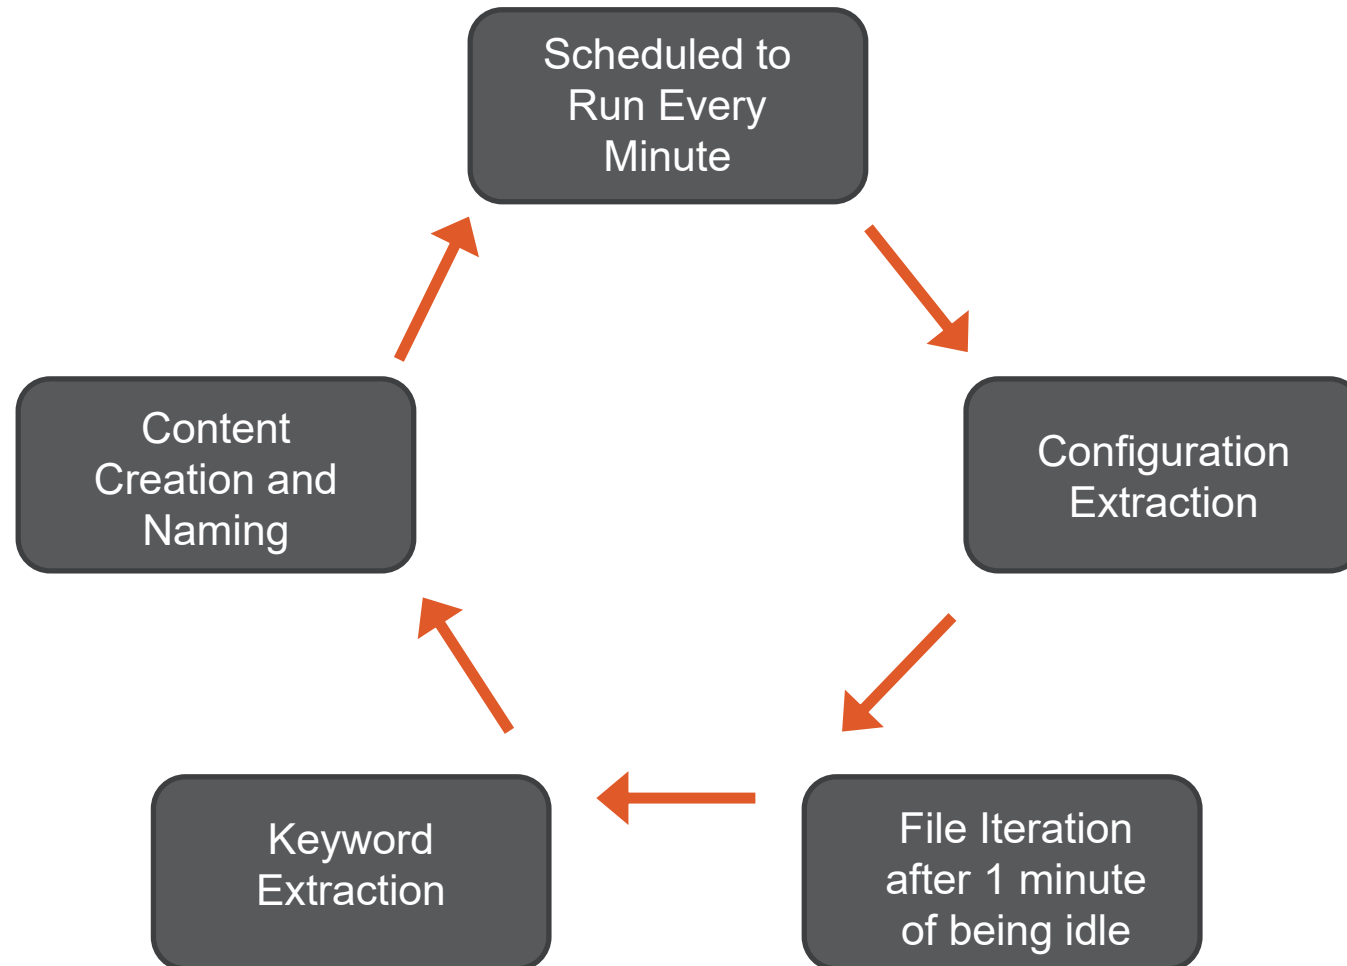 Scheduled to
Run Every
Minute
Configuration
Extraction
File Iteration
after 1 minute
of being idle
Keyword
Extraction
Content
Creation and
Naming